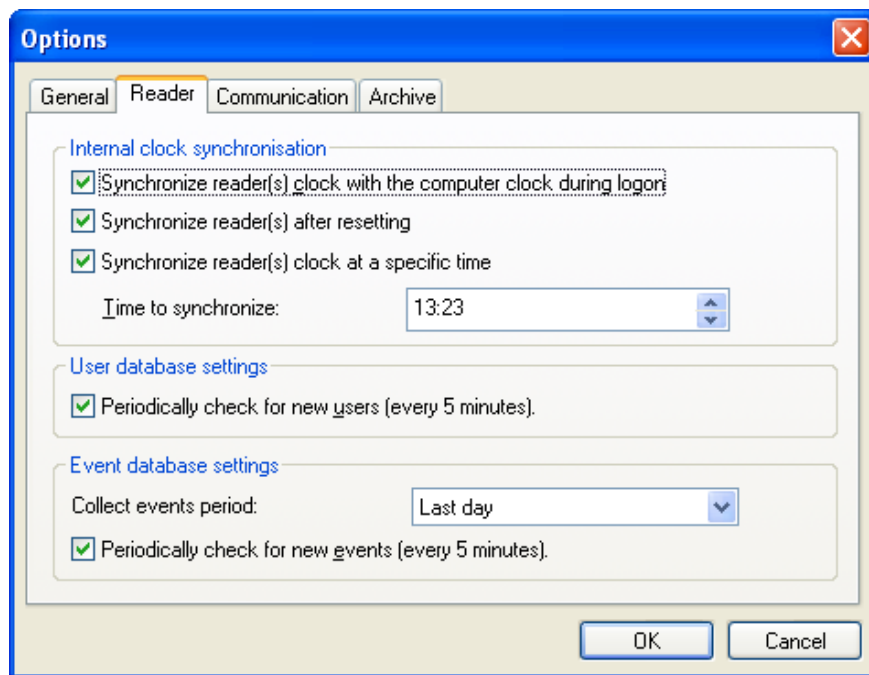 Options
General Reader Communication Archive
Internal clock synchronisation
Synchronize reader(s) clock with the computer clock during logon
Synchronize reader(s) after resetting
Synchronize reader(s) clock at a specific time
Time to synchronize: 13:23
User database settings
Periodically check for new users (every 5 minutes).
Event database settings
Collect events period: Last day
Periodically check for new events (every 5 minutes).
OK Cancel